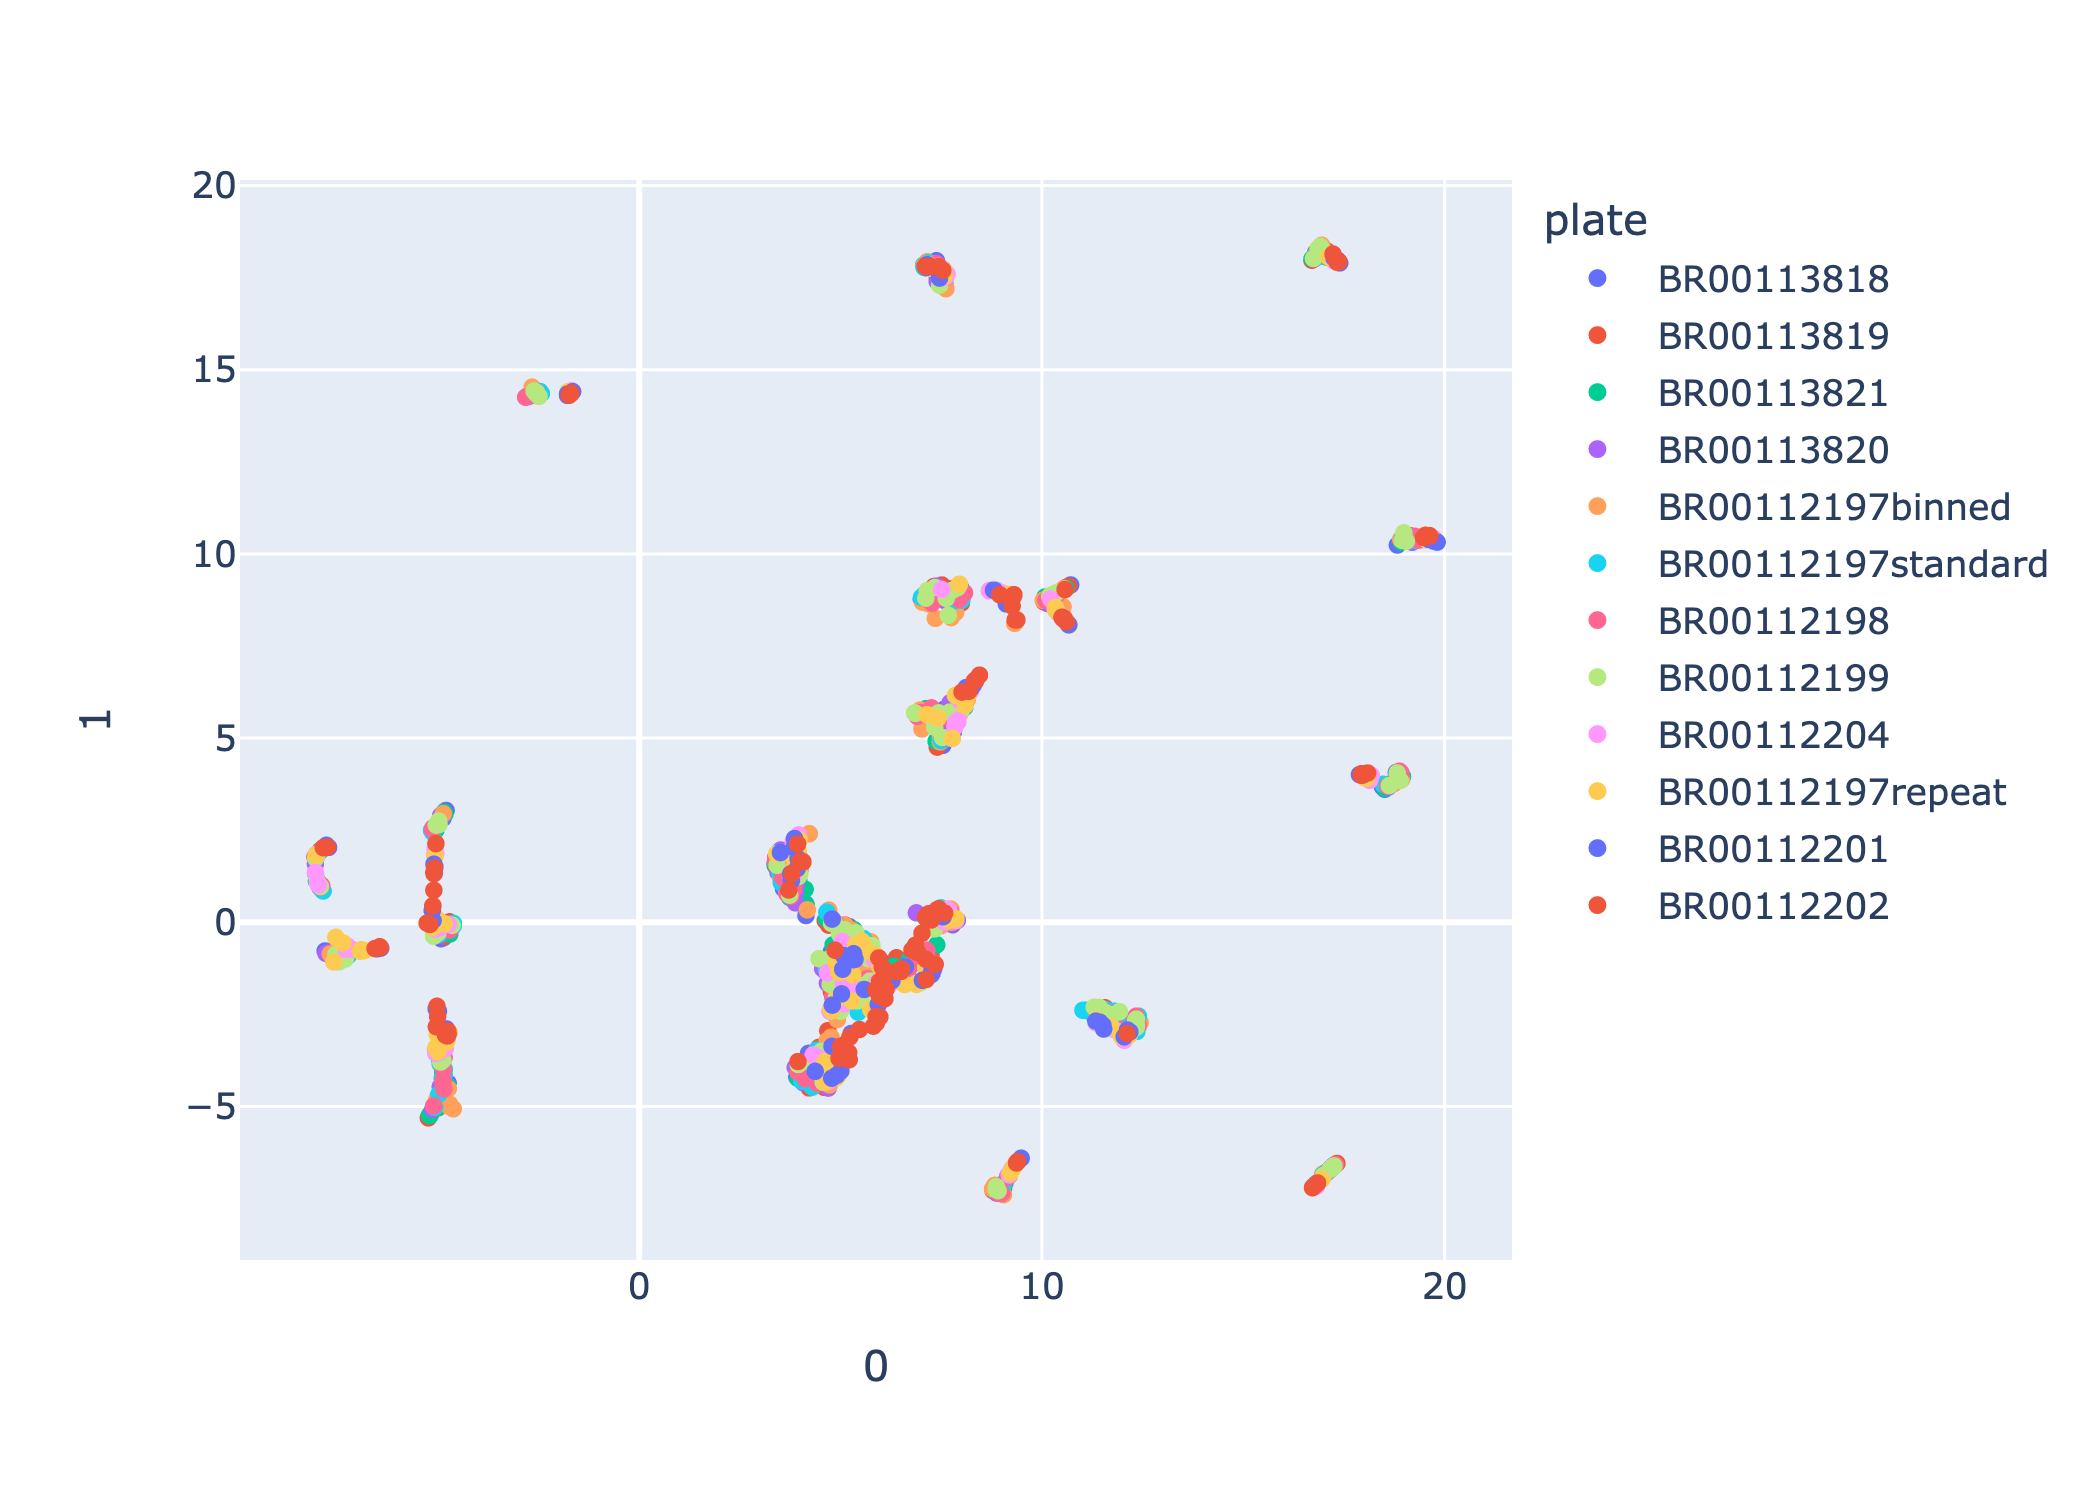 plate
BR00113818
BR00113819
BR00113821
BR00113820
BR00112197binned
BR00112197standard
BR00112198
BR00112199
BR00112204
BR00112197repeat
BR00112201
BR00112202
20
15
10
5
0
−5
1
0 10 20
0